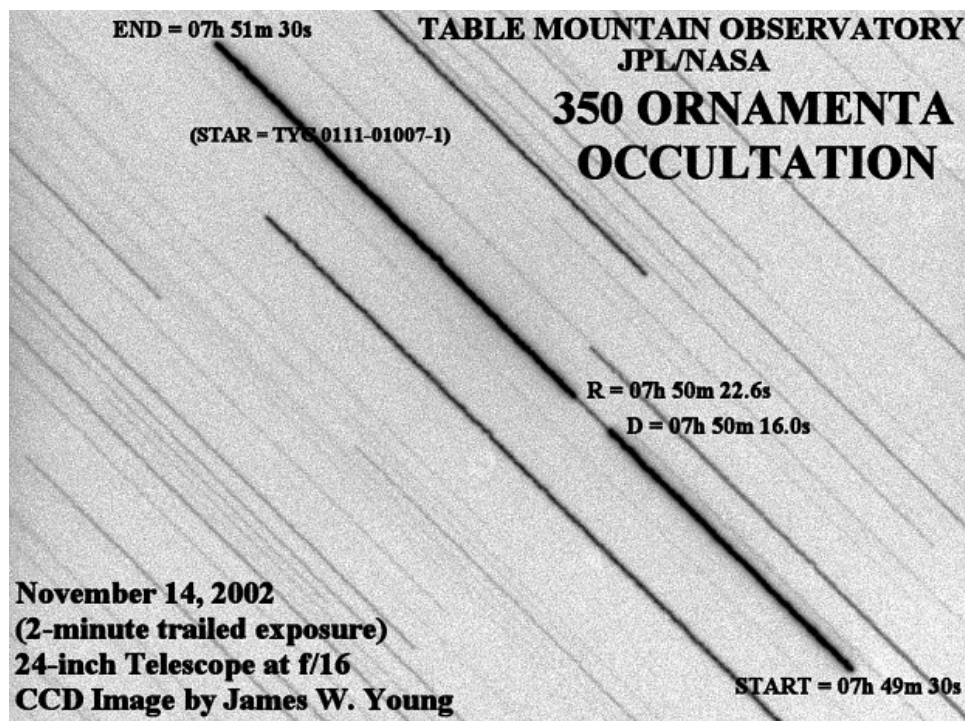 END = 07h 51m 30s
TABLE MOUNTAIN OBSERVATORY
JPL/NASA
350 ORNAMENTA
OCCULTATION
(STAR = TYC 0111-01007-1)
R = 07h 50m 22.6s
D = 07h 50m 16.0s
November 14, 2002
(2-minute trailed exposure)
24-inch Telescope at f/16
CCD Image by James W. Young
START = 07h 49m 30s